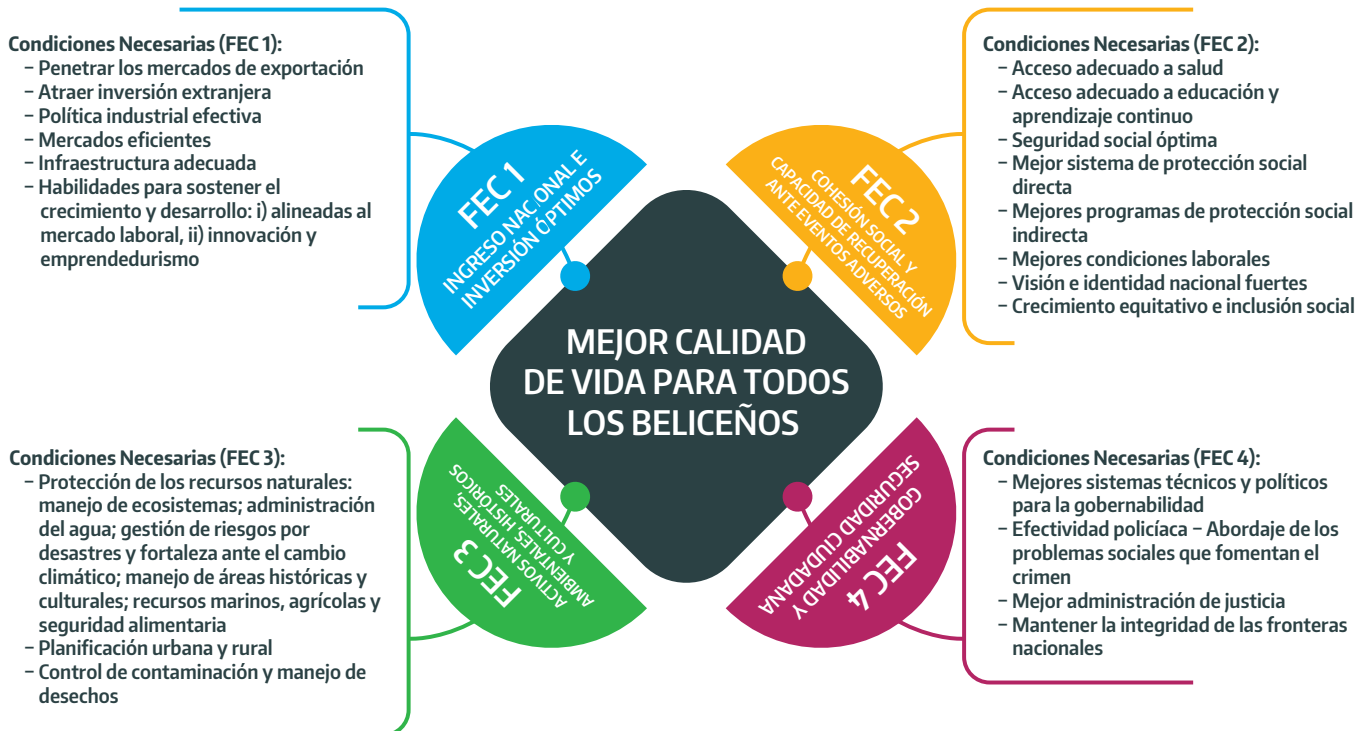 Condiciones Necesarias (FEC 1):
– Penetrar los mercados de exportación
– Atraer inversión extranjera
– Política industrial efectiva
– Mercados eficientes
– Infraestructura adecuada
– Habilidades para sostener el
crecimiento y desarrollo: i) alineadas al
mercado laboral, ii) innovación y
emprendedurismo
FEC 1
INGRESO NACIONAL E
INVERSIÓN ÓPTIMOS
Condiciones Necesarias (FEC 2):
– Acceso adecuado a salud
– Acceso adecuado a educación y
aprendizaje continuo
– Seguridad social óptima
– Mejor sistema de protección social
directa
– Mejores programas de protección social
indirecta
– Mejores condiciones laborales
– Visión e identidad nacional fuertes
– Crecimiento equitativo e inclusión social
FEC 2
COHESIÓN SOCIAL Y
CAPACIDAD DE RECUPERACIÓN
ANTE EVENTOS ADVERSOS
MEJOR CALIDAD
DE VIDA PARA TODOS
LOS BELICEÑOS
Condiciones Necesarias (FEC 3):
– Protección de los recursos naturales:
manejo de ecosistemas; administración
del agua; gestión de riesgos por
desastres y fortaleza ante el cambio
climático; manejo de áreas históricas y
culturales; recursos marinos, agrícolas y
seguridad alimentaria
– Planificación urbana y rural
– Control de contaminación y manejo de
desechos
FEC 3
ACTIVOS NATURALES,
AMBIENTALES, HISTÓRICOS
Y CULTURALES
Condiciones Necesarias (FEC 4):
– Mejores sistemas técnicos y políticos
para la gobernabilidad
– Efectividad policíaca – Abordaje de los
problemas sociales que fomentan el
crimen
– Mejor administración de justicia
– Mantener la integridad de las fronteras
nacionales
FEC 4
GOBERNABILIDAD Y
SEGURIDAD CIUDADANA